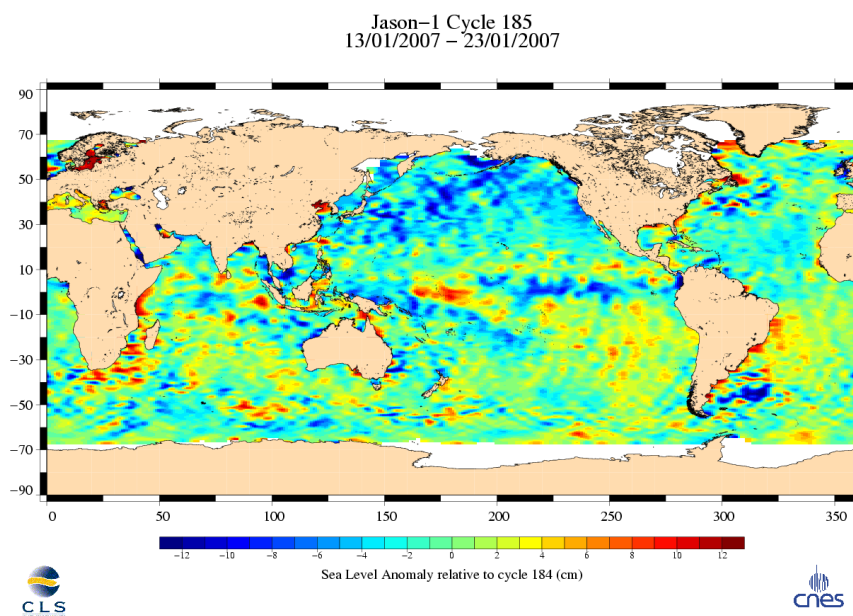 Jason−1 Cycle 185
13/01/2007 − 23/01/2007
90
70
50
30
10
−10
−30
−50
−70
−90
0 50 100 150 200 250 300 350
−12 −10 −8 −6 −4 −2 0 2 4 6 8 10 12
Sea Level Anomaly relative to cycle 184 (cm)
CLS
cnes